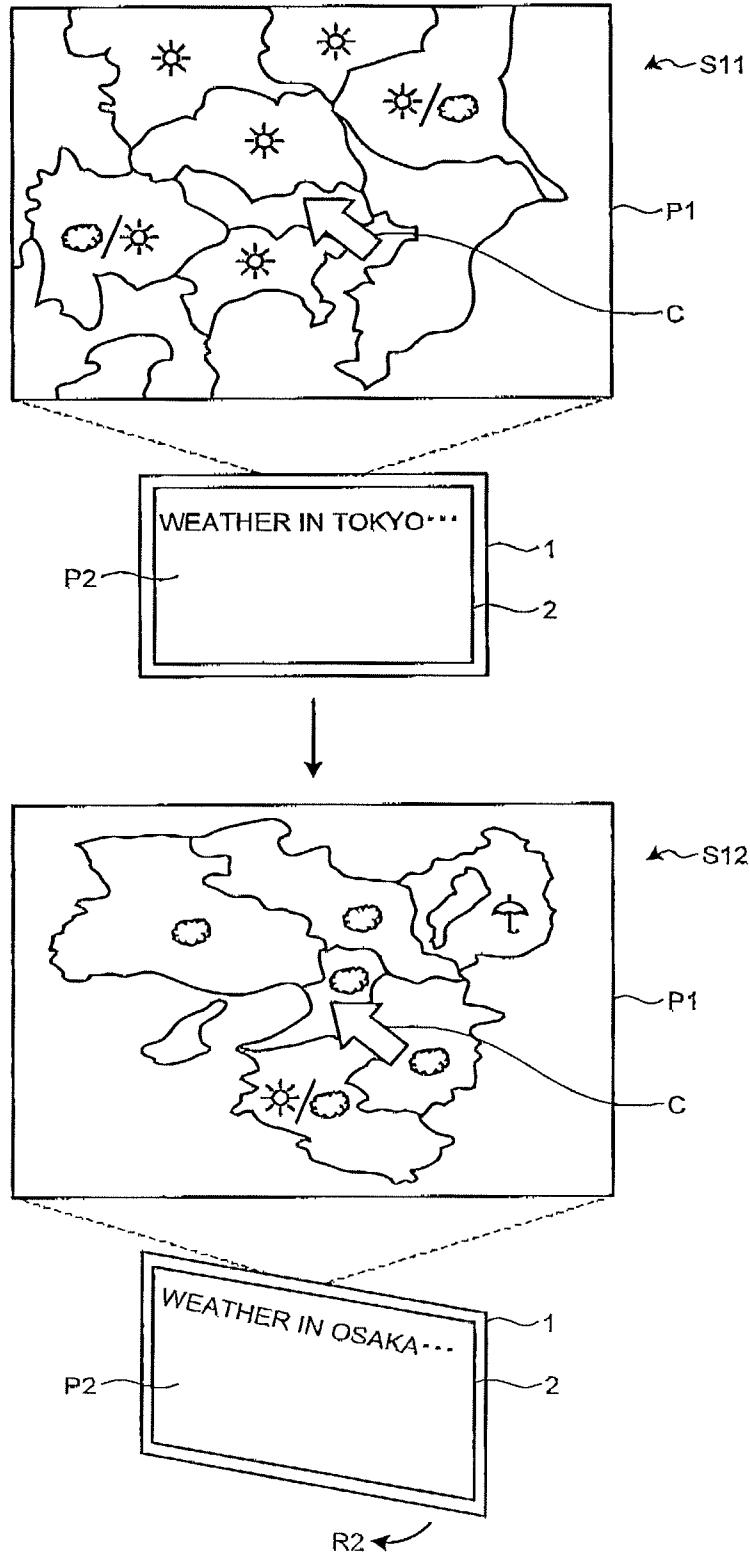 S11
P1
C
WEATHER IN TOKYO···
1
P2
2
S12
P1
C
WEATHER IN OSAKA···
1
P2
2
R2